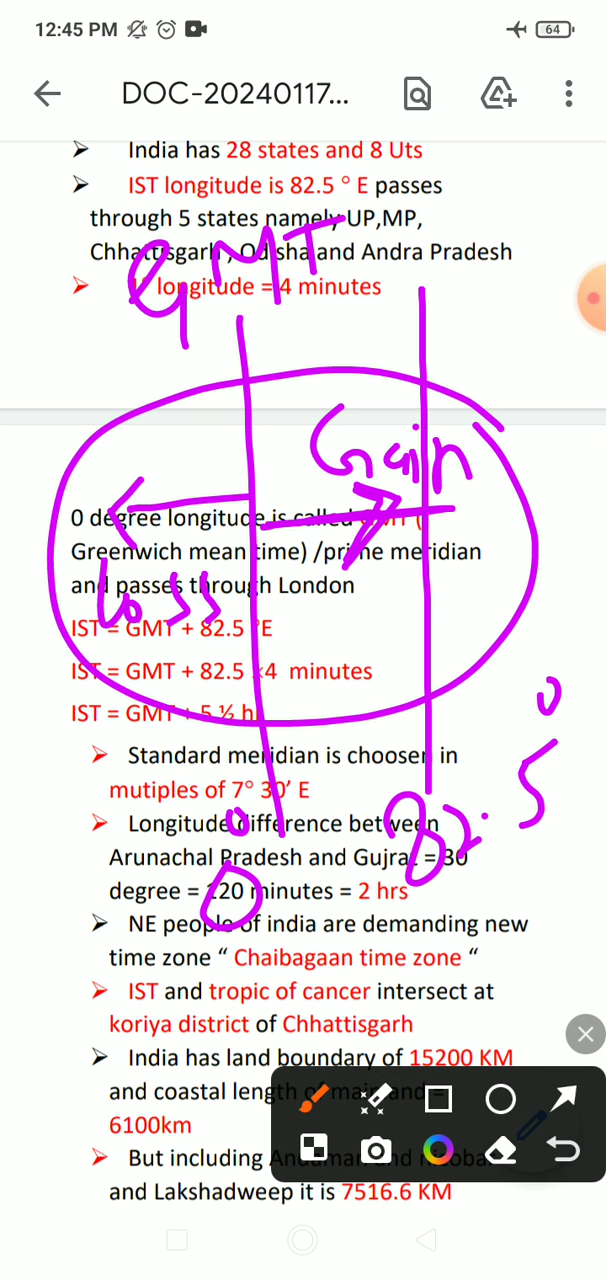 12:45 PM 64
DOC-20240117...
➢ India has 28 states and 8 Uts
➢ IST longitude is 82.5 ° E passes
through 5 states namely UP,MP,
Chhattisgarh, Odisha and Andra Pradesh
GMT
➢ longitude = 4 minutes
Gain
0 degree longitude is called GMT (
Greenwich mean time) /prime meridian
and passes through London
Loss
IST = GMT + 82.5 °E
IST = GMT + 82.5 ×4 minutes
IST = GMT + 5 ½ h
➢ Standard meridian is choosen in
mutiples of 7° 30’ E
82.5°
➢ Longitude difference between
0°
Arunachal Pradesh and Gujrat = 30
degree = 120 minutes = 2 hrs
➢ NE people of india are demanding new
time zone “ Chaibagaan time zone “
➢ IST and tropic of cancer intersect at
koriya district of Chhattisgarh
➢ India has land boundary of 15200 KM
and coastal length of mainland =
6100km
➢ But including Andaman and nicobar
and Lakshadweep it is 7516.6 KM